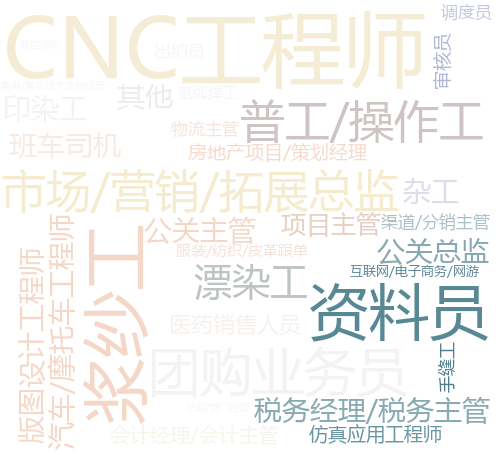 调度员
CNC工程师
出纳员
审核员
氩弧焊工
其他
印染工
普工/操作工
物流主管
班车司机
房地产项目/策划经理
市场/营销/拓展总监
杂工
渠道/分销主管
项目主管
公关主管
浆纱工
服装/纺织/皮革跟单
公关总监
互联网/电子商务/网游
漂染工
资料员
版图设计工程师
汽车/摩托车工程师
医药销售人员
团购业务员
手缝工
税务经理/税务主管
会计经理/会计主管
仿真应用工程师